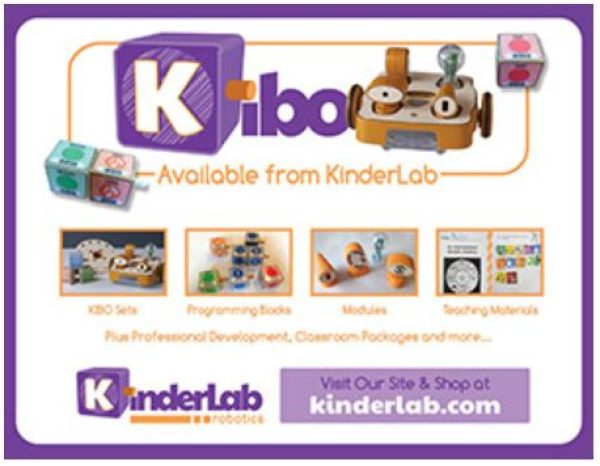 Kibo
Available from KinderLab
KIBO Sets
Programming Blocks
Modules
Teaching Materials
Plus Professional Development, Classroom Packages and more...
KinderLab
robotics
Visit Our Site & Shop at
kinderlab.com